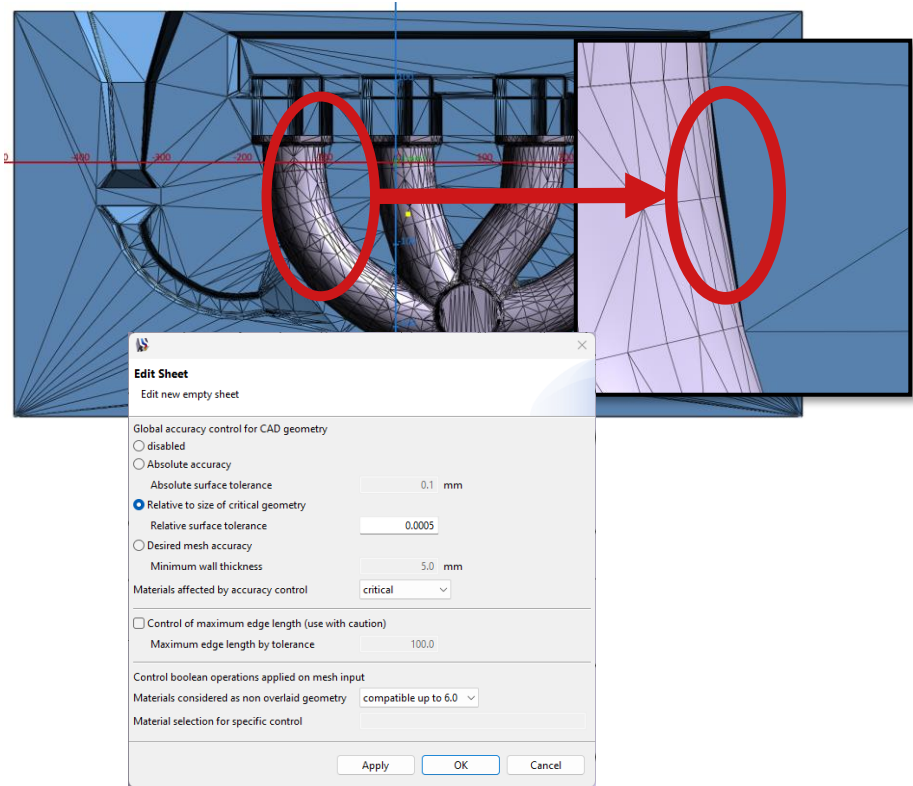 100
0
-400
-300
-200
100
-100
Edit Sheet
Edit new empty sheet
Global accuracy control for CAD geometry
disabled
Absolute accuracy
Absolute surface tolerance 0.1 mm
Relative to size of critical geometry
Relative surface tolerance 0.0005
Desired mesh accuracy
Minimum wall thickness 5.0 mm
Materials affected by accuracy control critical
Control of maximum edge length (use with caution)
Maximum edge length by tolerance 100.0
Control boolean operations applied on mesh input
Materials considered as non overlaid geometry compatible up to 6.0
Material selection for specific control
Apply OK Cancel